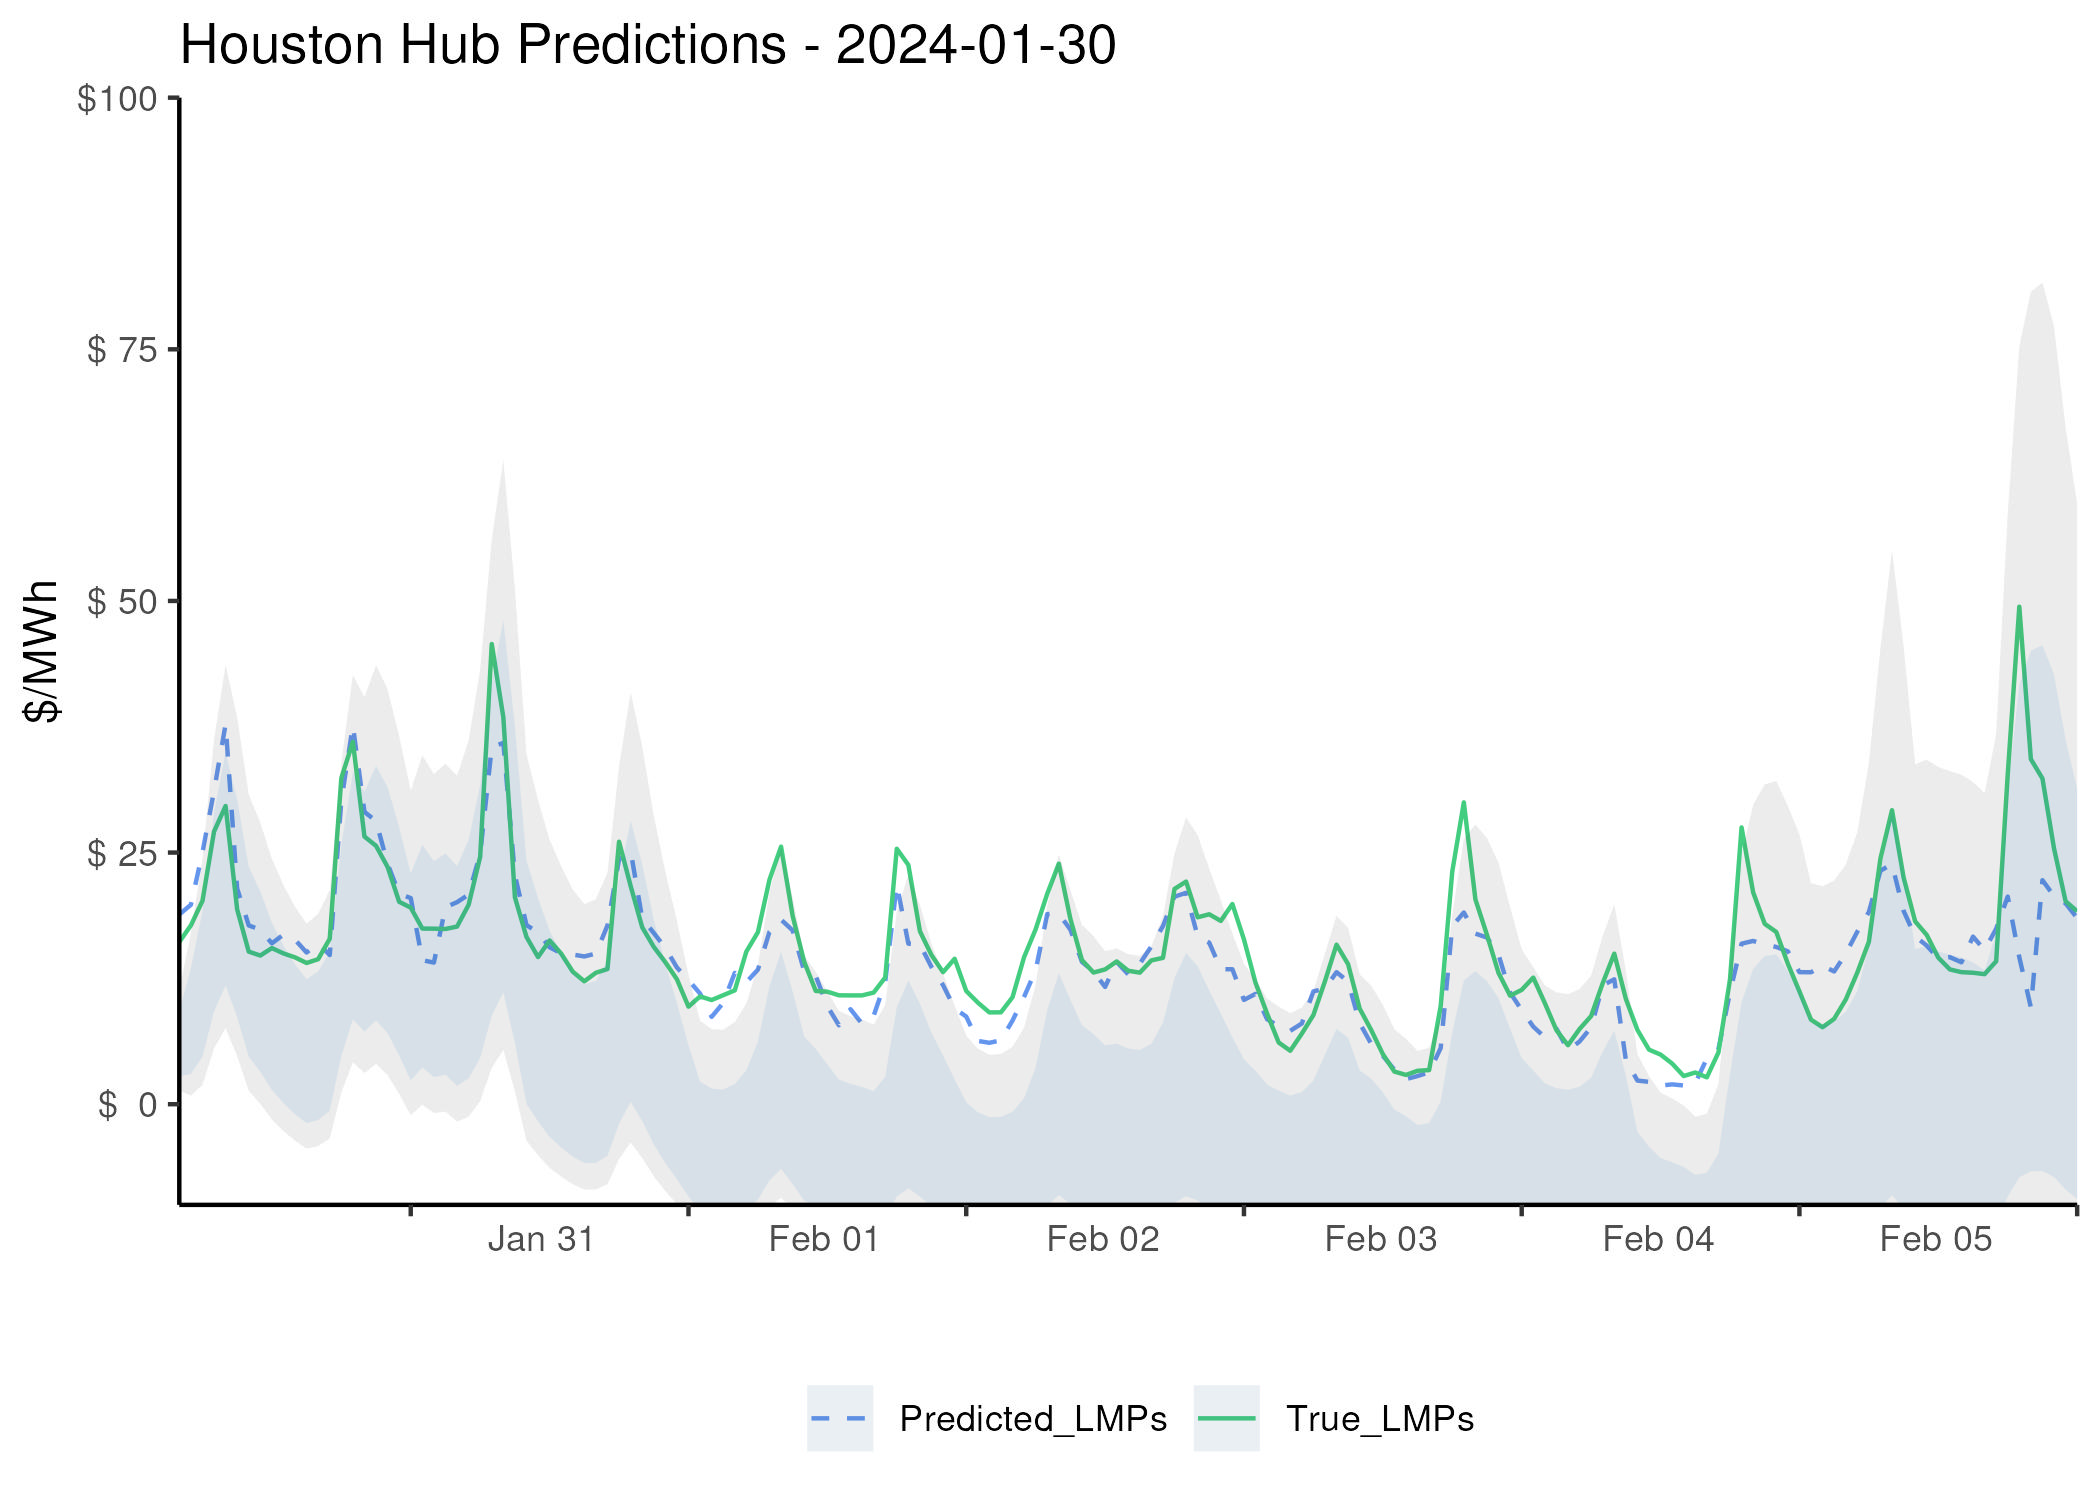 Houston Hub Predictions - 2024-01-30
$100
$ 75
$ 50
$ 25
$ 0
$/MWh
Jan 31 Feb 01 Feb 02 Feb 03 Feb 04 Feb 05
Predicted_LMPs True_LMPs